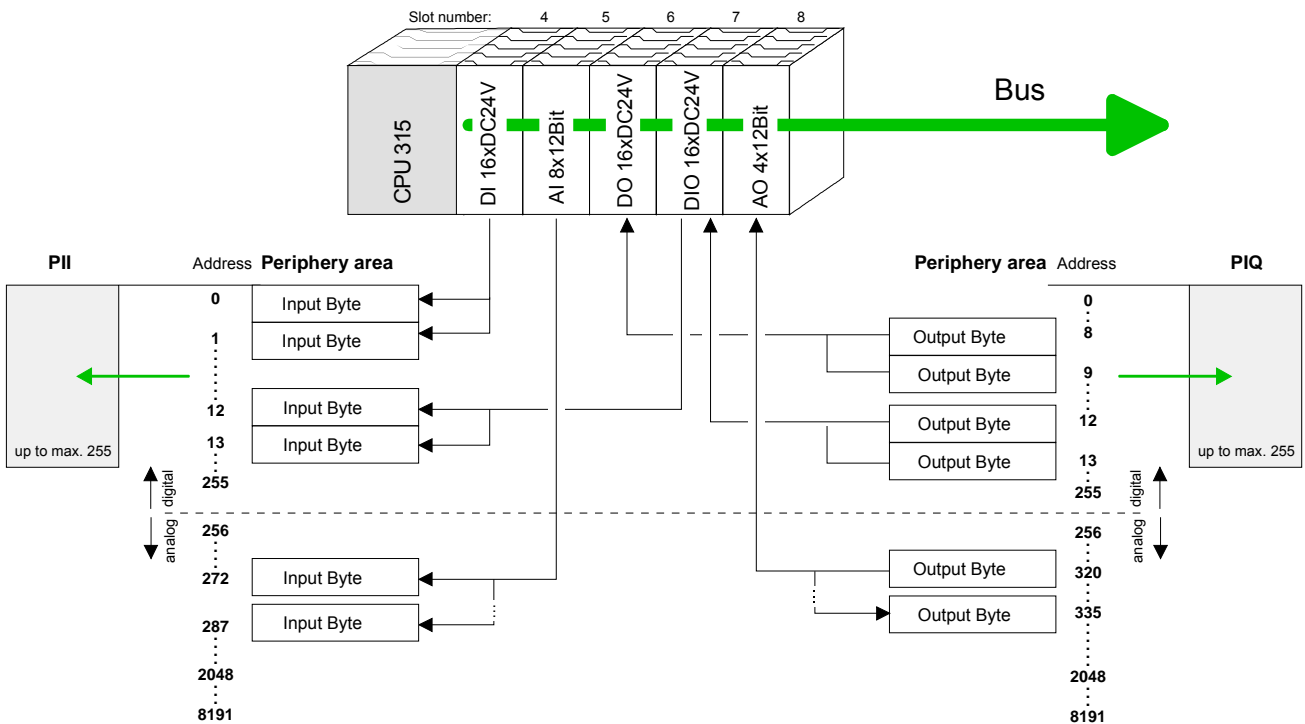 Slot number: 4 5 6 7 8
CPU 315
DI 16xDC24V
AI 8x12Bit
DO 16xDC24V
DIO 16xDC24V
AO 4x12Bit
Bus
PII
Address Periphery area
up to max. 255
0
Input Byte
1
Input Byte
12
Input Byte
13
Input Byte
255
digital
analog
256
272
Input Byte
287
Input Byte
2048
8191
Periphery area Address
PIQ
up to max. 255
0
Output Byte
8
Output Byte
9
Output Byte
12
Output Byte
13
255
digital
analog
256
Output Byte
320
Output Byte
335
2048
8191